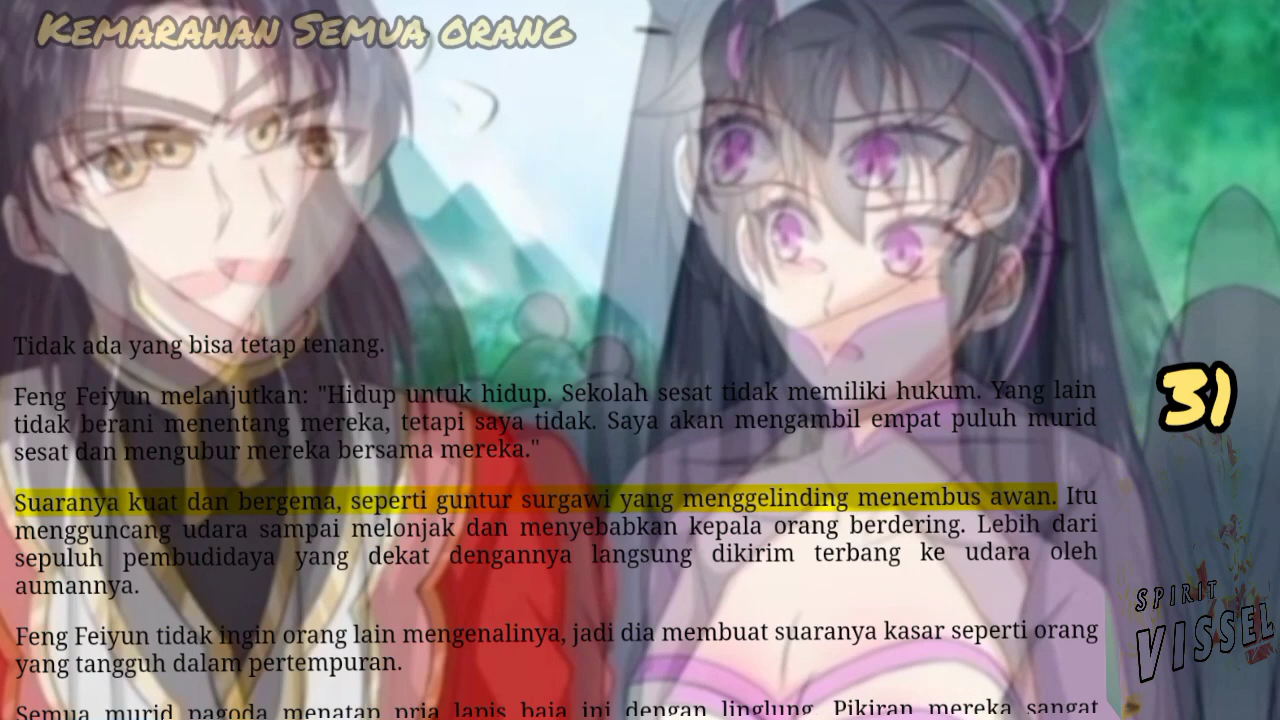 Kemarahan Semua orang
Tidak ada yang bisa tetap tenang.
Feng Feiyun melanjutkan: "Hidup untuk hidup. Sekolah sesat tidak memiliki hukum. Yang lain
tidak berani menentang mereka, tetapi saya tidak. Saya akan mengambil empat puluh murid
sesat dan mengubur mereka bersama mereka."
31
Suaranya kuat dan bergema, seperti guntur surgawi yang menggelinding menembus awan. Itu
mengguncang udara sampai melonjak dan menyebabkan kepala orang berdering. Lebih dari
sepuluh pembudidaya yang dekat dengannya langsung dikirim terbang ke udara oleh
aumannya.
SPIRIT
VISSEL
Feng Feiyun tidak ingin orang lain mengenalinya, jadi dia membuat suaranya kasar seperti orang
yang tangguh dalam pertempuran.
Semua murid pagoda menatap pria lapis baja ini dengan linglung. Pikiran mereka sangat